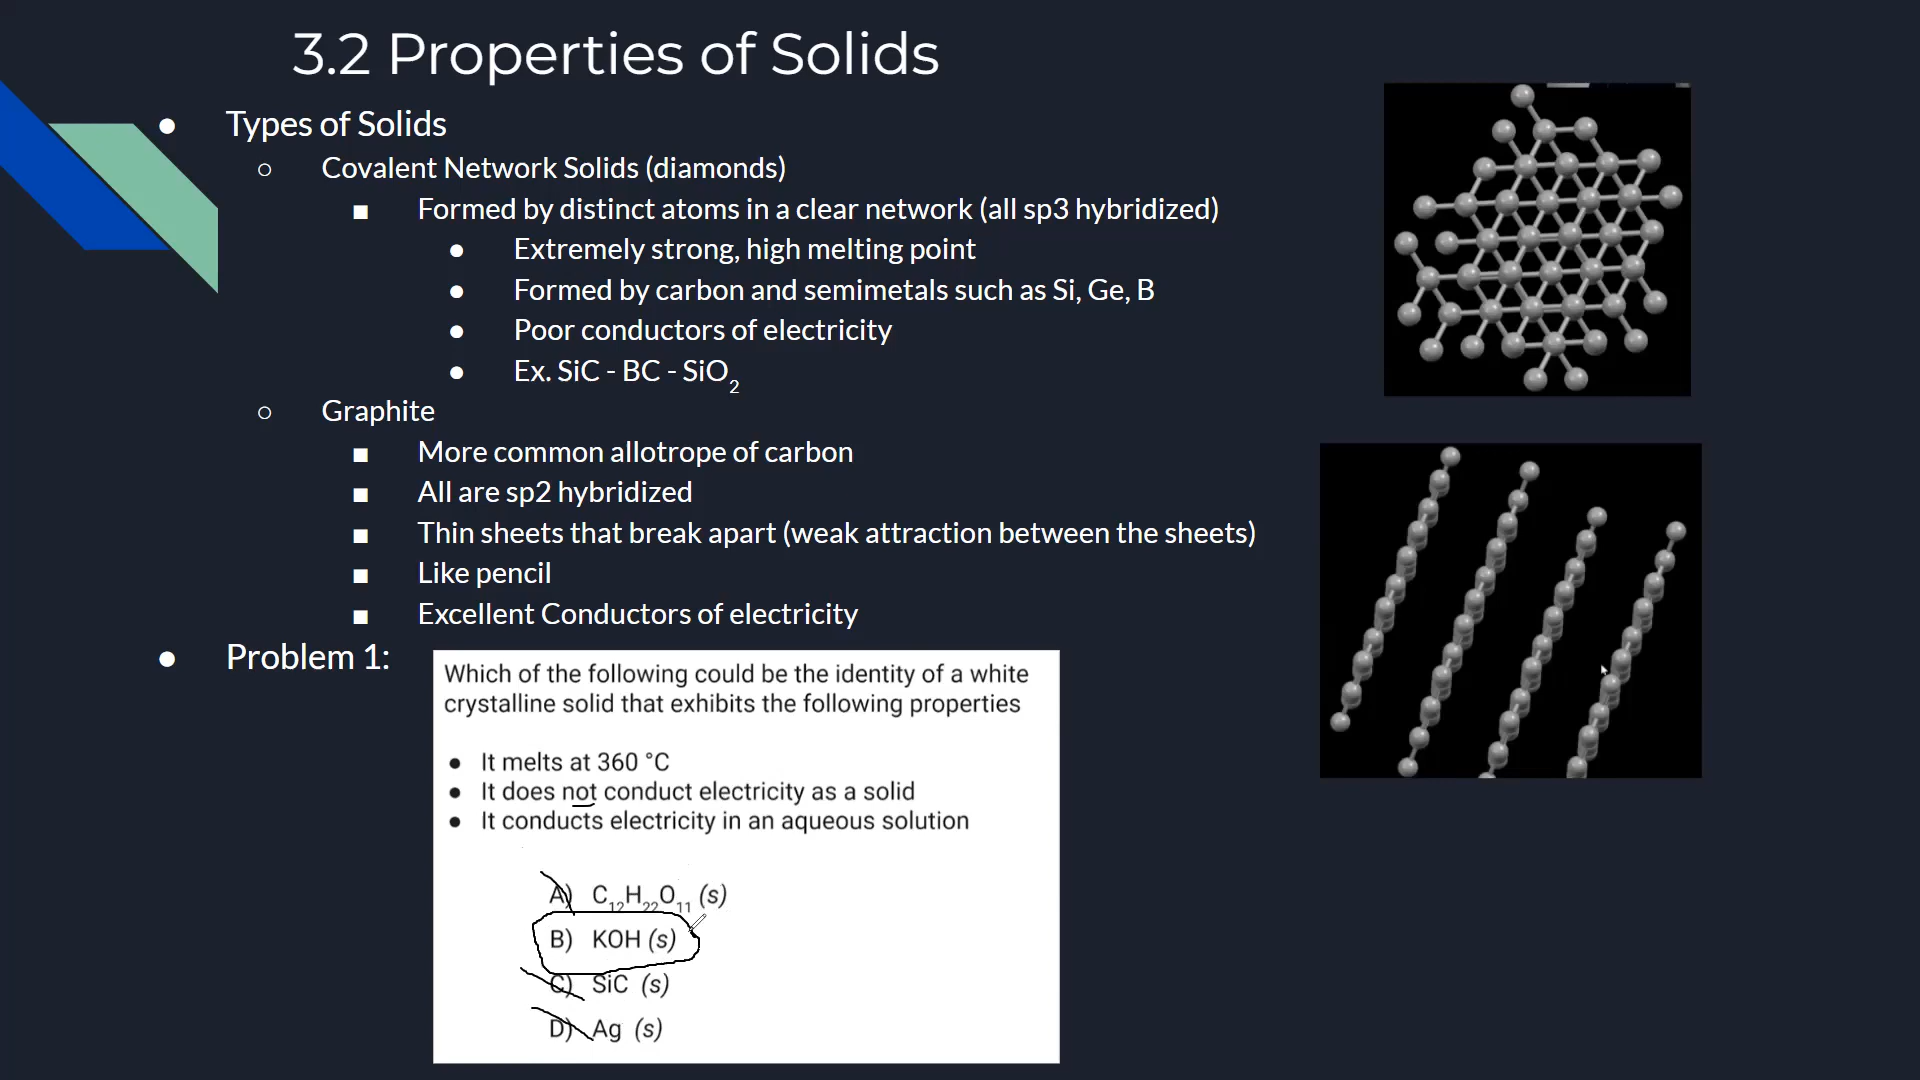 3.2 Properties of Solids
● Types of Solids
○ Covalent Network Solids (diamonds)
■ Formed by distinct atoms in a clear network (all sp3 hybridized)
● Extremely strong, high melting point
● Formed by carbon and semimetals such as Si, Ge, B
● Poor conductors of electricity
● Ex. SiC - BC - SiO₂
○ Graphite
■ More common allotrope of carbon
■ All are sp2 hybridized
■ Thin sheets that break apart (weak attraction between the sheets)
■ Like pencil
■ Excellent Conductors of electricity
● Problem 1:
Which of the following could be the identity of a white
crystalline solid that exhibits the following properties
● It melts at 360 °C
● It does not conduct electricity as a solid
● It conducts electricity in an aqueous solution
A) C₁₂H₂₂O₁₁ (s)
B) KOH (s)
C) SiC (s)
D) Ag (s)